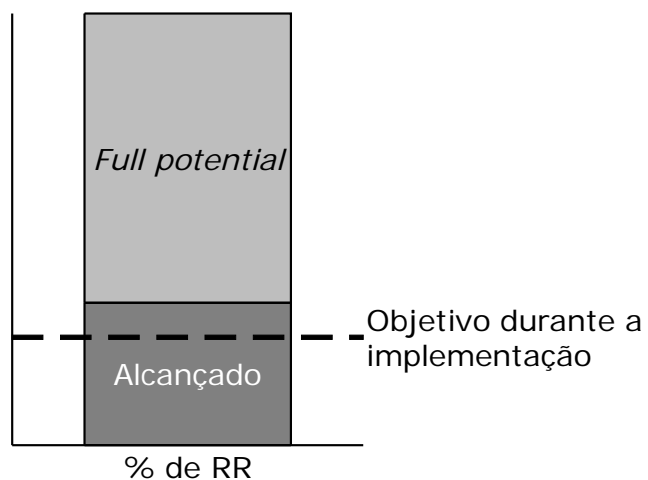 Full potential
Objetivo durante a
implementação
Alcançado
% de RR